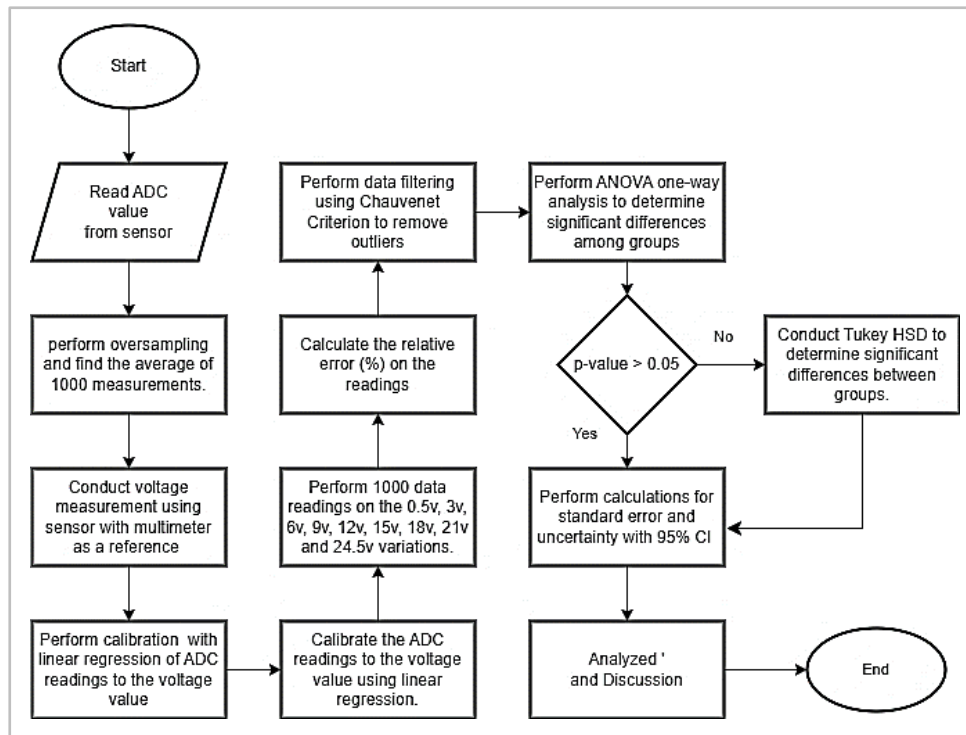 Start
Read ADC
value
from sensor
perform oversampling
and find the average of
1000 measurements.
Conduct voltage
measurement using
sensor with multimeter
as a reference
Perform calibration with
linear regression of ADC
readings to the voltage
value
Calibrate the ADC
readings to the voltage
value using linear
regression.
Perform 1000 data
readings on the 0.5v, 3v,
6v, 9v, 12v, 15v, 18v, 21v
and 24.5v variations.
Calculate the relative
error (%) on the
readings
Perform data filtering
using Chauvenet
Criterion to remove
outliers
Perform ANOVA one-way
analysis to determine
significant differences
among groups
p-value > 0.05
No
Conduct Tukey HSD to
determine significant
differences between
groups.
Yes
Perform calculations for
standard error and
uncertainty with 95% CI
Analyzed '
and Discussion
End